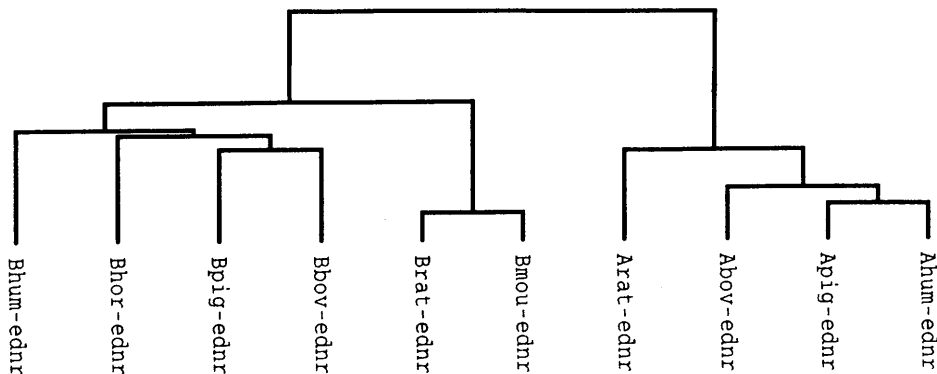 Bhum-ednr
Bhor-ednr
Bpig-ednr
Bbov-ednr
Brat-ednr
Bmou-ednr
Arat-ednr
Abov-ednr
Apig-ednr
Ahum-ednr